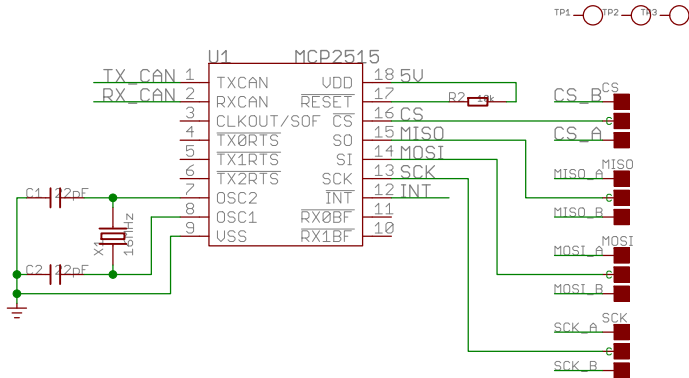 TP1 TP2 TP3
U1 MCP2515
TX_CAN 1 TXCAN VDD 18 5V
RX_CAN 2 RXCAN RESET 17 R2 10k
3 CLKOUT/SOF CS 16 CS
4 TX0RTS SO 15 MISO
5 TX1RTS SI 14 MOSI
6 TX2RTS SCK 13 SCK
7 OSC2 INT 12 INT
8 OSC1 RX0BF 11
9 VSS RX1BF 10
C1 22pF
X1 16MHz
C2 22pF
CS
CS_B
C
CS_A
MISO
MISO_A
C
MISO_B
MOSI
MOSI_A
C
MOSI_B
SCK
SCK_A
C
SCK_B